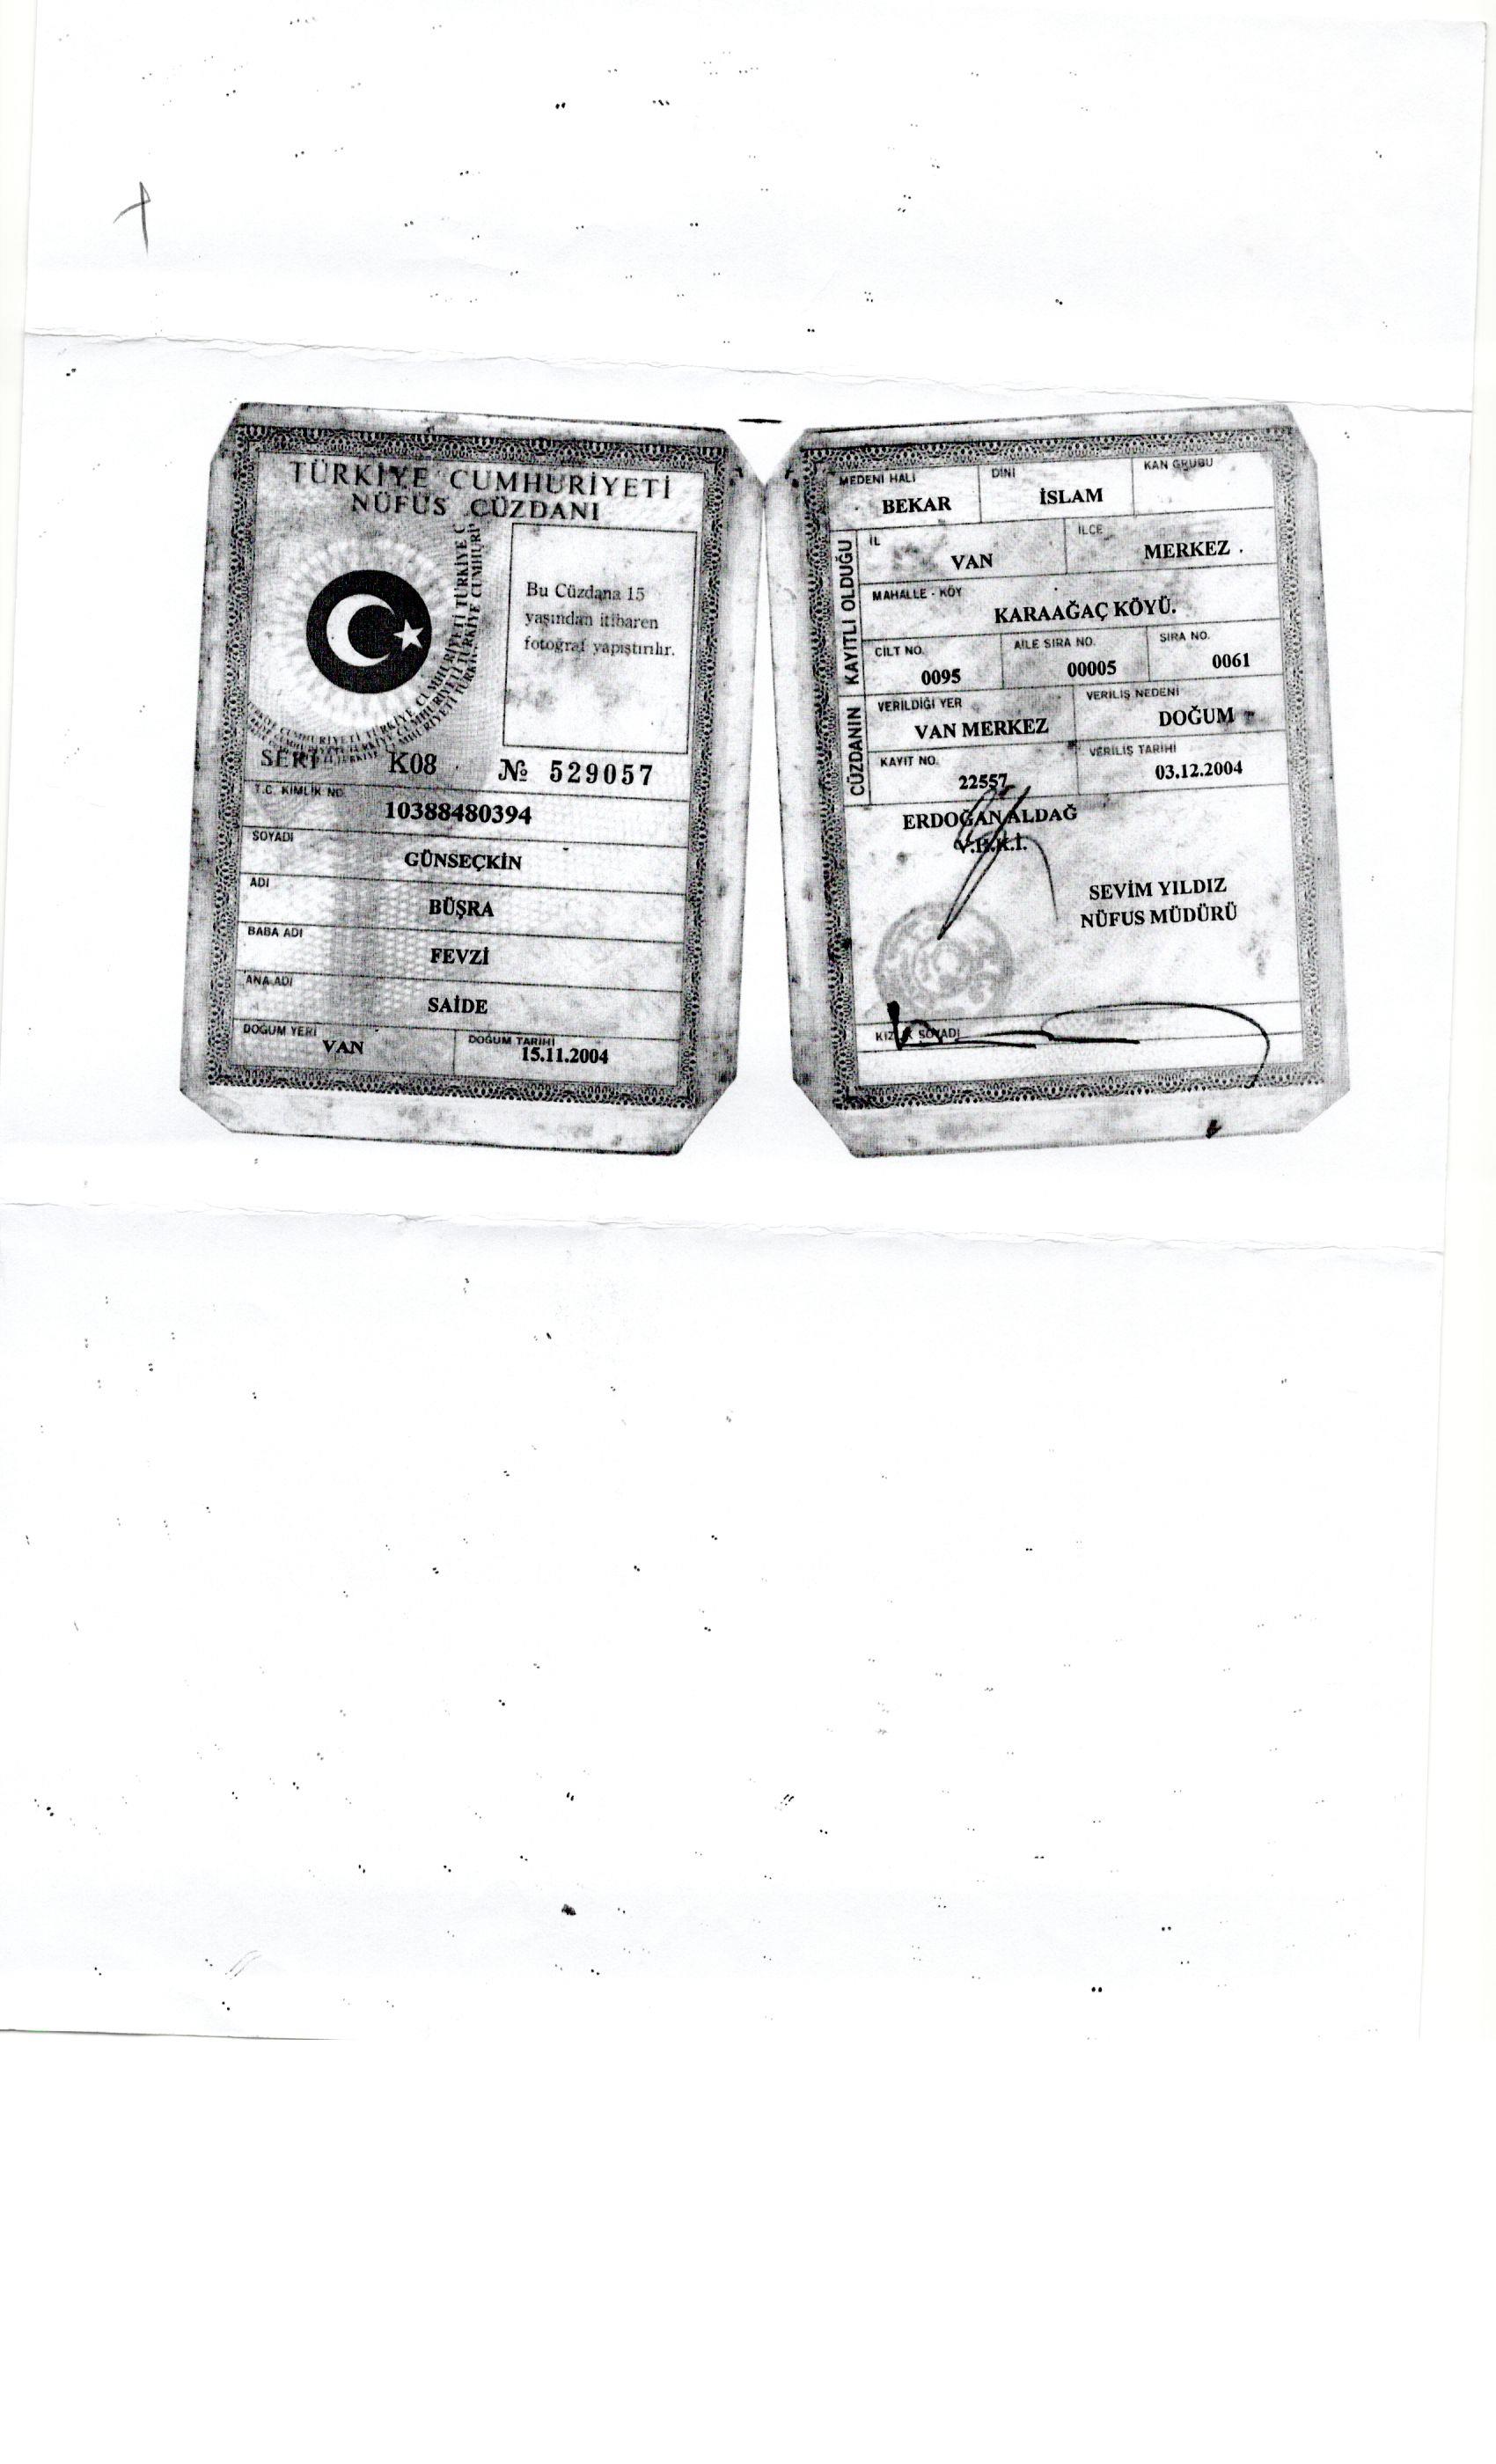 TÜRKİYE CUMHURİYETİ
NÜFUS CÜZDANI
Bu Cüzdana 15
yaşından itibaren
fotoğraf yapıştırılır.
SERİ K08 № 529057
T.C. KİMLİK NO.
10388480394
SOYADI
GÜNSEÇKİN
ADI
BÜŞRA
BABA ADI
FEVZİ
ANA ADI
SAİDE
DOĞUM YERİ
VAN
DOĞUM TARİHİ
15.11.2004
MEDENİ HALİ
BEKAR
DİNİ
İSLAM
KAN GRUBU
CÜZDANIN KAYITLI OLDUĞU
İL
VAN
İLÇE
MERKEZ
MAHALLE - KÖY
KARAAĞAÇ KÖYÜ.
CİLT NO.
0095
AİLE SIRA NO.
00005
SIRA NO.
0061
VERİLDİĞİ YER
VAN MERKEZ
VERİLİŞ NEDENİ
DOĞUM
KAYIT NO.
22557
VERİLİŞ TARİHİ
03.12.2004
ERDOĞAN ALDAĞ
SEVİM YILDIZ
NÜFUS MÜDÜRÜ
KIZLIK SOYADI